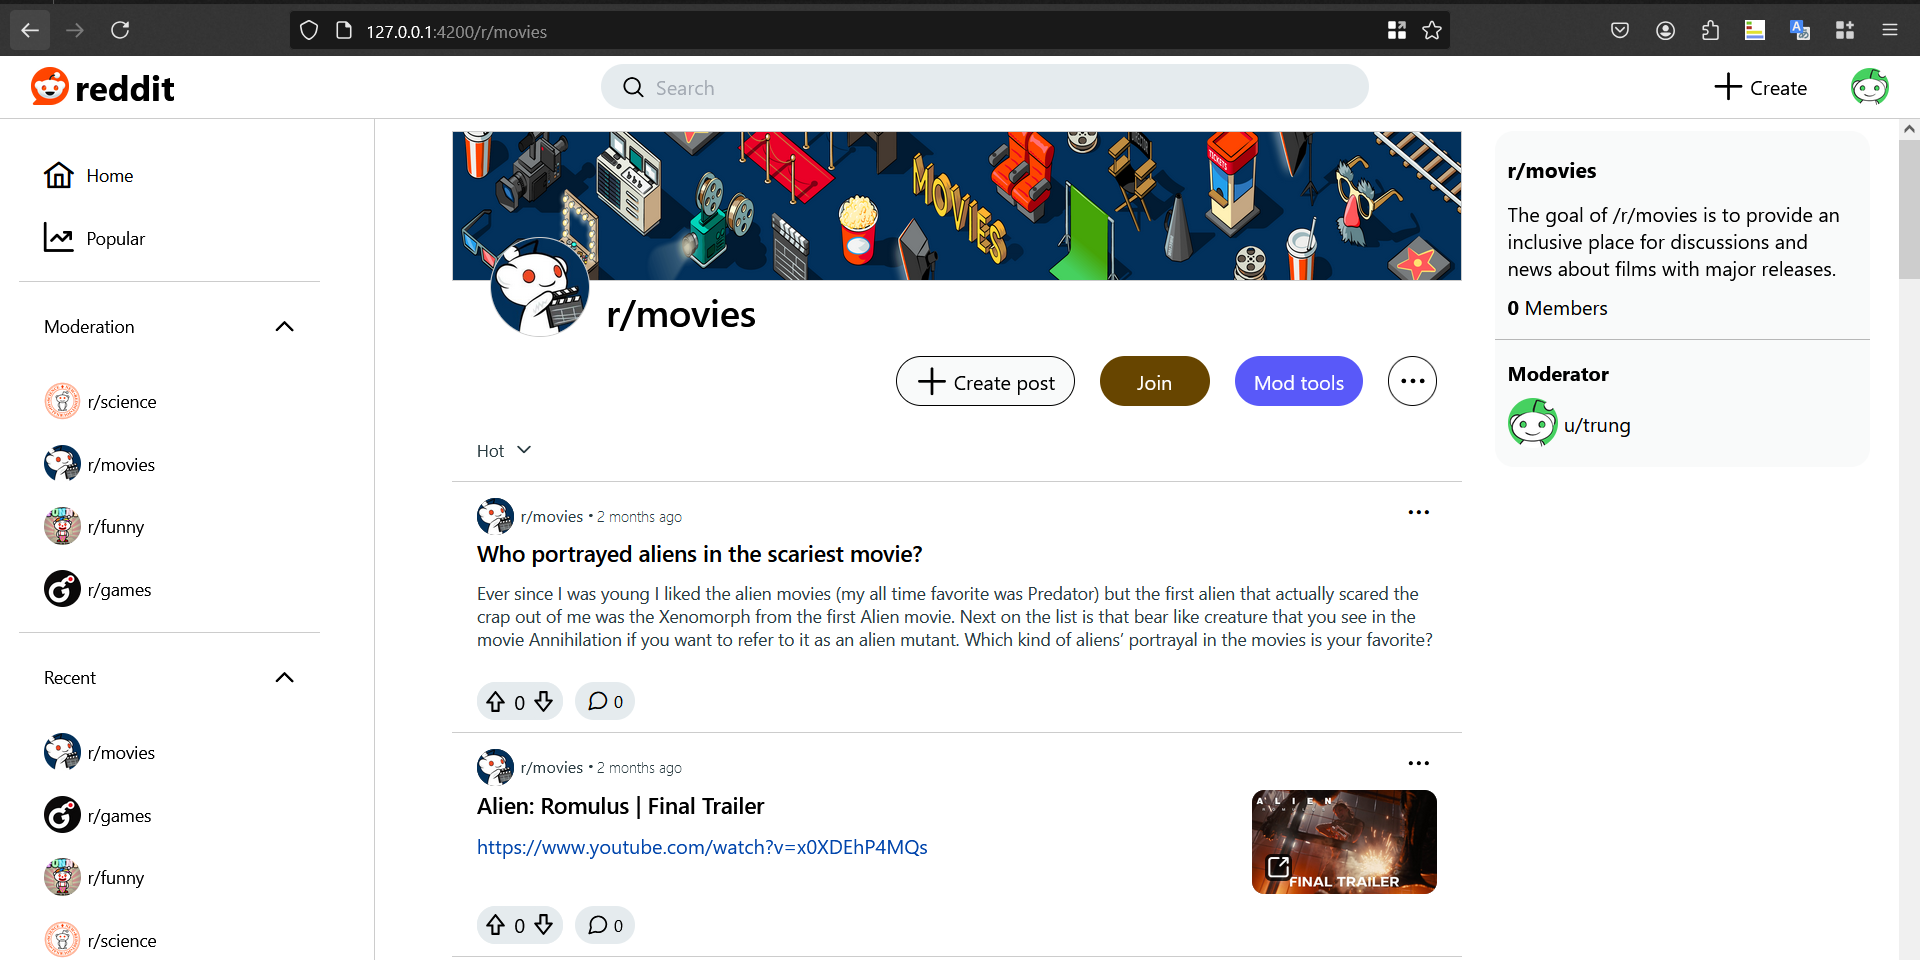 127.0.0.1:4200/r/movies
reddit
Search
Create
Home
Popular
Moderation
r/science
r/movies
r/funny
r/games
Recent
r/movies
r/games
r/funny
r/science
MOVIES
TICKETS
r/movies
Create post
Join
Mod tools
Hot
r/movies • 2 months ago
Who portrayed aliens in the scariest movie?
Ever since I was young I liked the alien movies (my all time favorite was Predator) but the first alien that actually scared the
crap out of me was the Xenomorph from the first Alien movie. Next on the list is that bear like creature that you see in the
movie Annihilation if you want to refer to it as an alien mutant. Which kind of aliens’ portrayal in the movies is your favorite?
0
0
r/movies • 2 months ago
Alien: Romulus | Final Trailer
https://www.youtube.com/watch?v=x0XDEhP4MQs
ALIEN
ROMULUS
FINAL TRAILER
0
0
r/movies
The goal of /r/movies is to provide an
inclusive place for discussions and
news about films with major releases.
0 Members
Moderator
u/trung